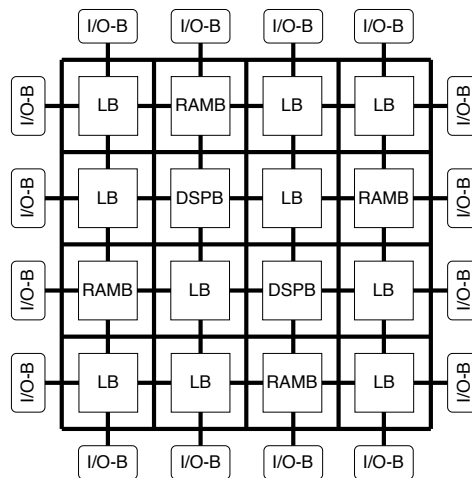 I/O-B I/O-B I/O-B I/O-B
I/O-B LB RAMB LB LB I/O-B
I/O-B LB DSPB LB RAMB I/O-B
I/O-B RAMB LB DSPB LB I/O-B
I/O-B LB LB RAMB LB I/O-B
I/O-B I/O-B I/O-B I/O-B